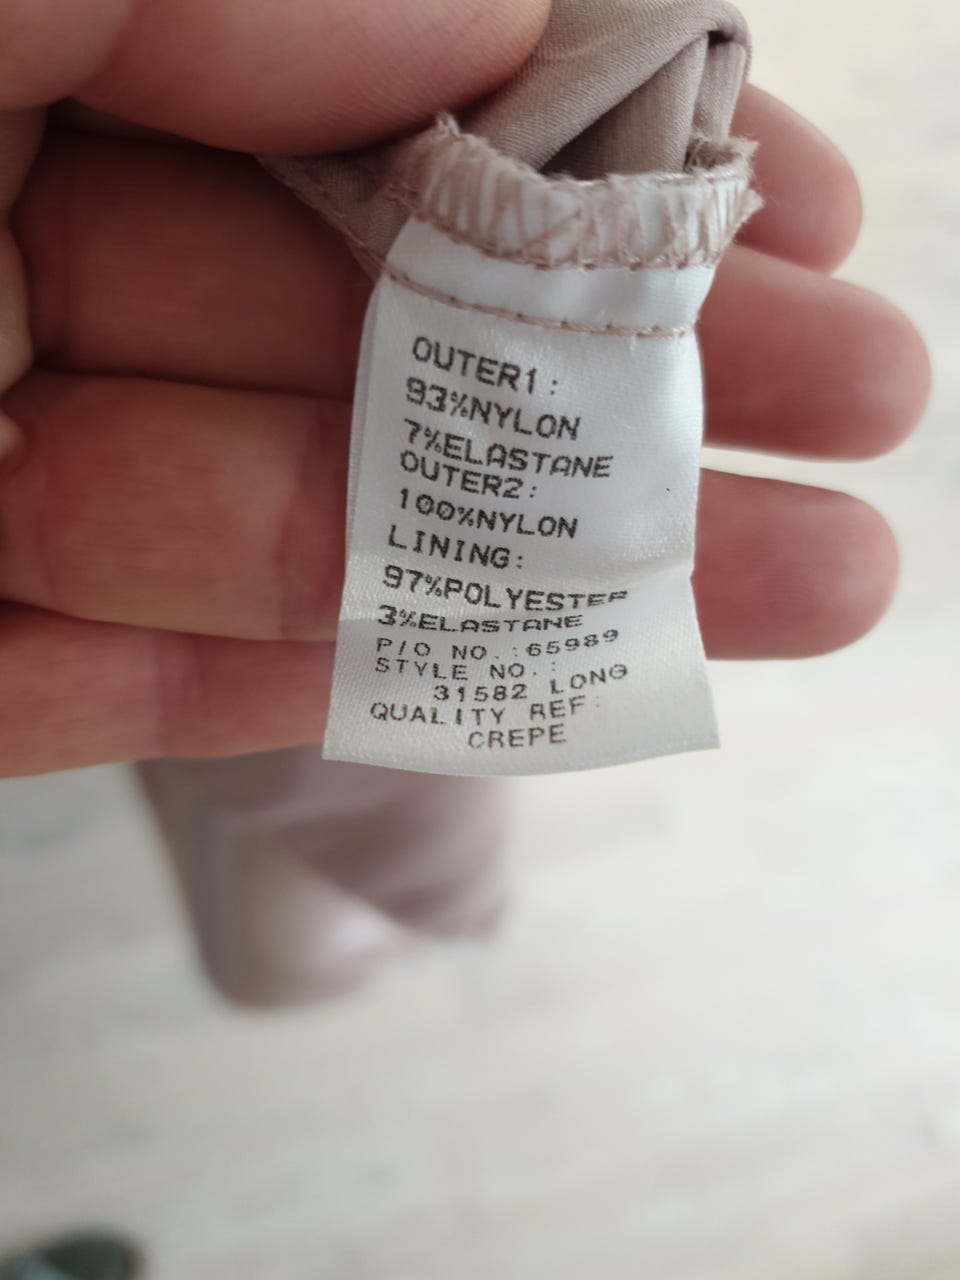 OUTER1:
93%NYLON
7%ELASTANE
OUTER2:
100%NYLON
LINING:
97%POLYESTER
3%ELASTANE
P/O NO.:65989
STYLE NO.:
31582 LONG
QUALITY REF:
CREPE